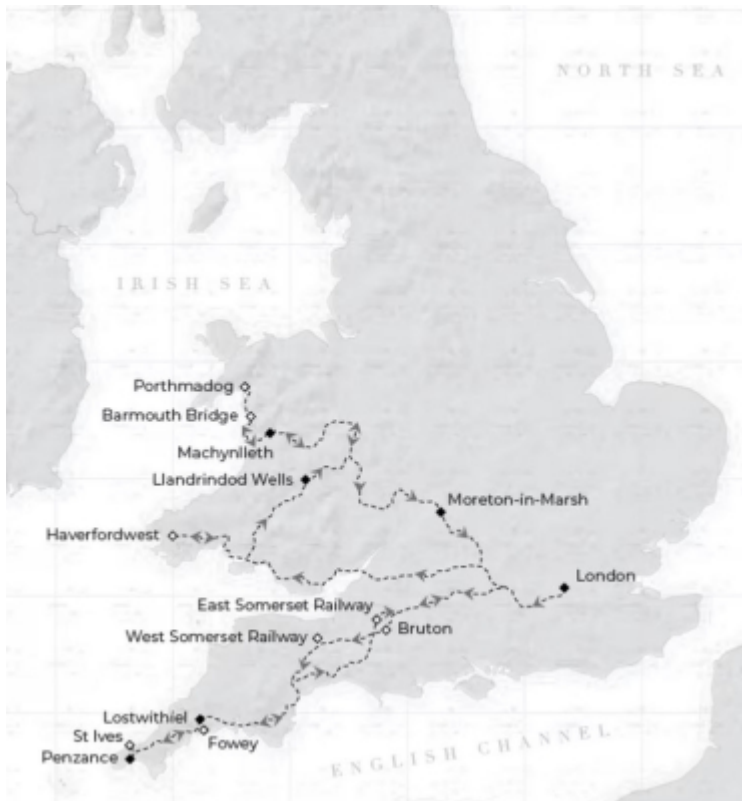 NORTH SEA
IRISH SEA
Porthmadog
Barmouth Bridge
Machynlleth
Llandrindod Wells
Moreton-in-Marsh
Haverfordwest
London
East Somerset Railway
Bruton
West Somerset Railway
Lostwithiel
Fowey
St Ives
Penzance
ENGLISH CHANNEL